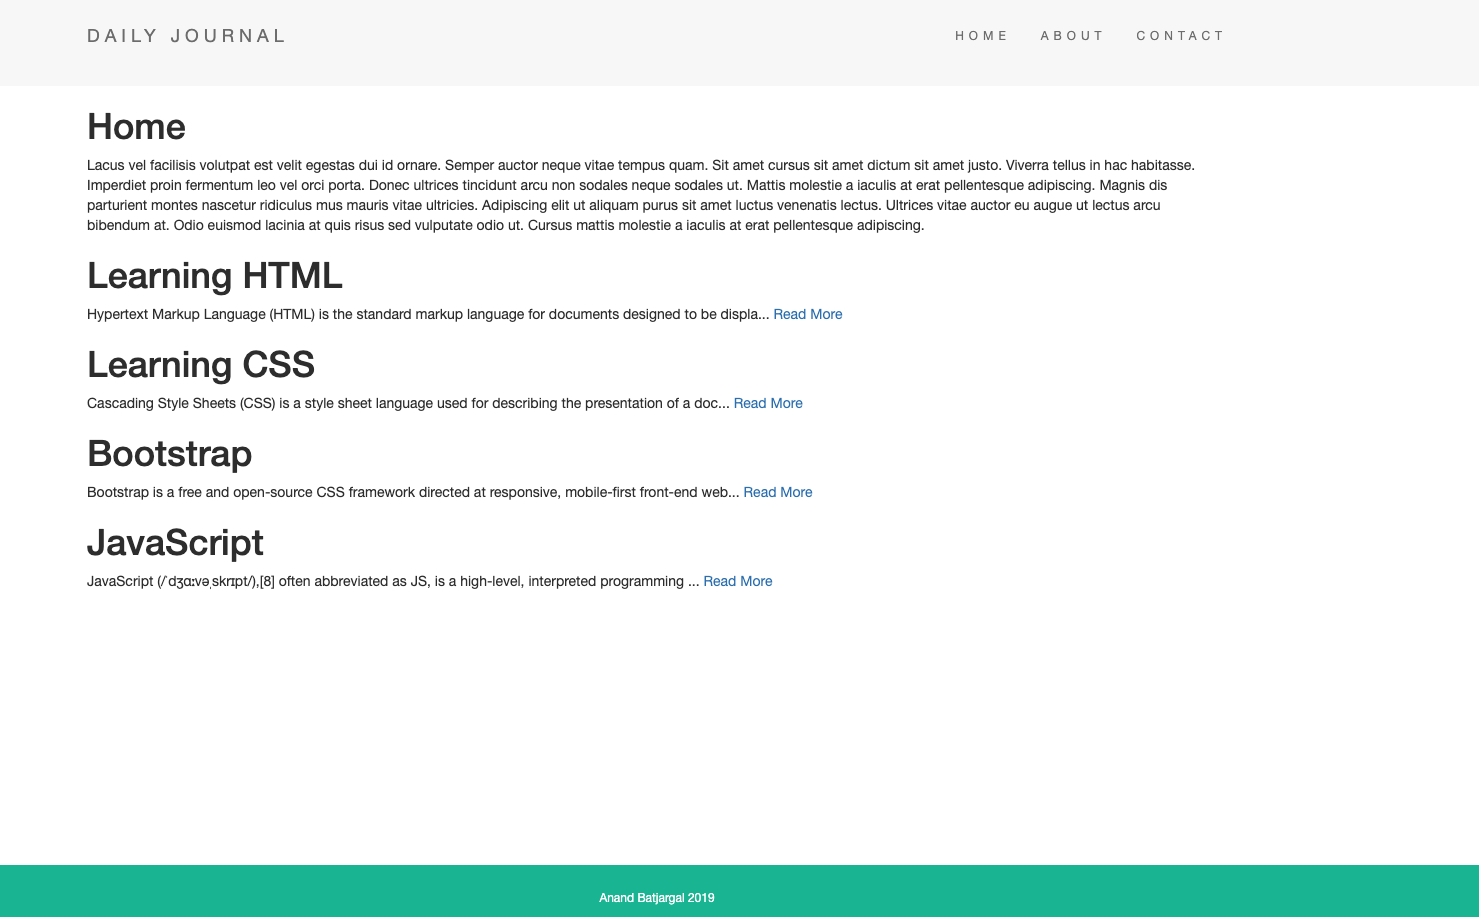 DAILY JOURNAL
HOME ABOUT CONTACT
Home
Lacus vel facilisis volutpat est velit egestas dui id ornare. Semper auctor neque vitae tempus quam. Sit amet cursus sit amet dictum sit amet justo. Viverra tellus in hac habitasse.
Imperdiet proin fermentum leo vel orci porta. Donec ultrices tincidunt arcu non sodales neque sodales ut. Mattis molestie a iaculis at erat pellentesque adipiscing. Magnis dis
parturient montes nascetur ridiculus mus mauris vitae ultricies. Adipiscing elit ut aliquam purus sit amet luctus venenatis lectus. Ultrices vitae auctor eu augue ut lectus arcu
bibendum at. Odio euismod lacinia at quis risus sed vulputate odio ut. Cursus mattis molestie a iaculis at erat pellentesque adipiscing.
Learning HTML
Hypertext Markup Language (HTML) is the standard markup language for documents designed to be displa... Read More
Learning CSS
Cascading Style Sheets (CSS) is a style sheet language used for describing the presentation of a doc... Read More
Bootstrap
Bootstrap is a free and open-source CSS framework directed at responsive, mobile-first front-end web... Read More
JavaScript
JavaScript (/ˈdʒɑːvəˌskrɪpt/),[8] often abbreviated as JS, is a high-level, interpreted programming ... Read More
Anand Batjargal 2019